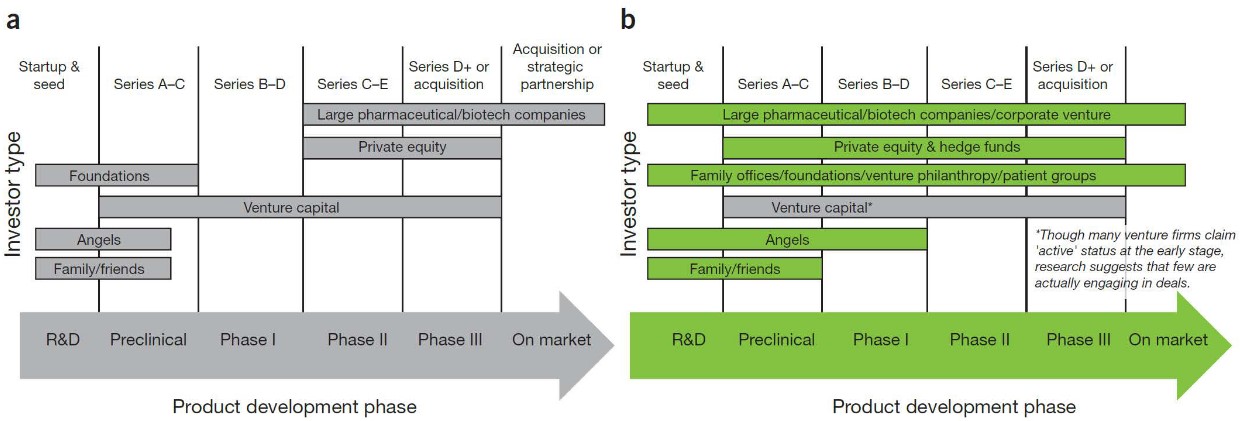 a
Startup &
seed
Series A–C
Series B–D
Series C–E
Series D+ or
acquisition
Acquisition or
strategic
partnership
Investor type
Large pharmaceutical/biotech companies
Private equity
Foundations
Venture capital
Angels
Family/friends
R&D
Preclinical
Phase I
Phase II
Phase III
On market
Product development phase
b
Startup &
seed
Series A–C
Series B–D
Series C–E
Series D+ or
acquisition
Investor type
Large pharmaceutical/biotech companies/corporate venture
Private equity & hedge funds
Family offices/foundations/venture philanthropy/patient groups
Venture capital*
Angels
Family/friends
*Though many venture firms claim
'active' status at the early stage,
research suggests that few are
actually engaging in deals.
R&D
Preclinical
Phase I
Phase II
Phase III
On market
Product development phase